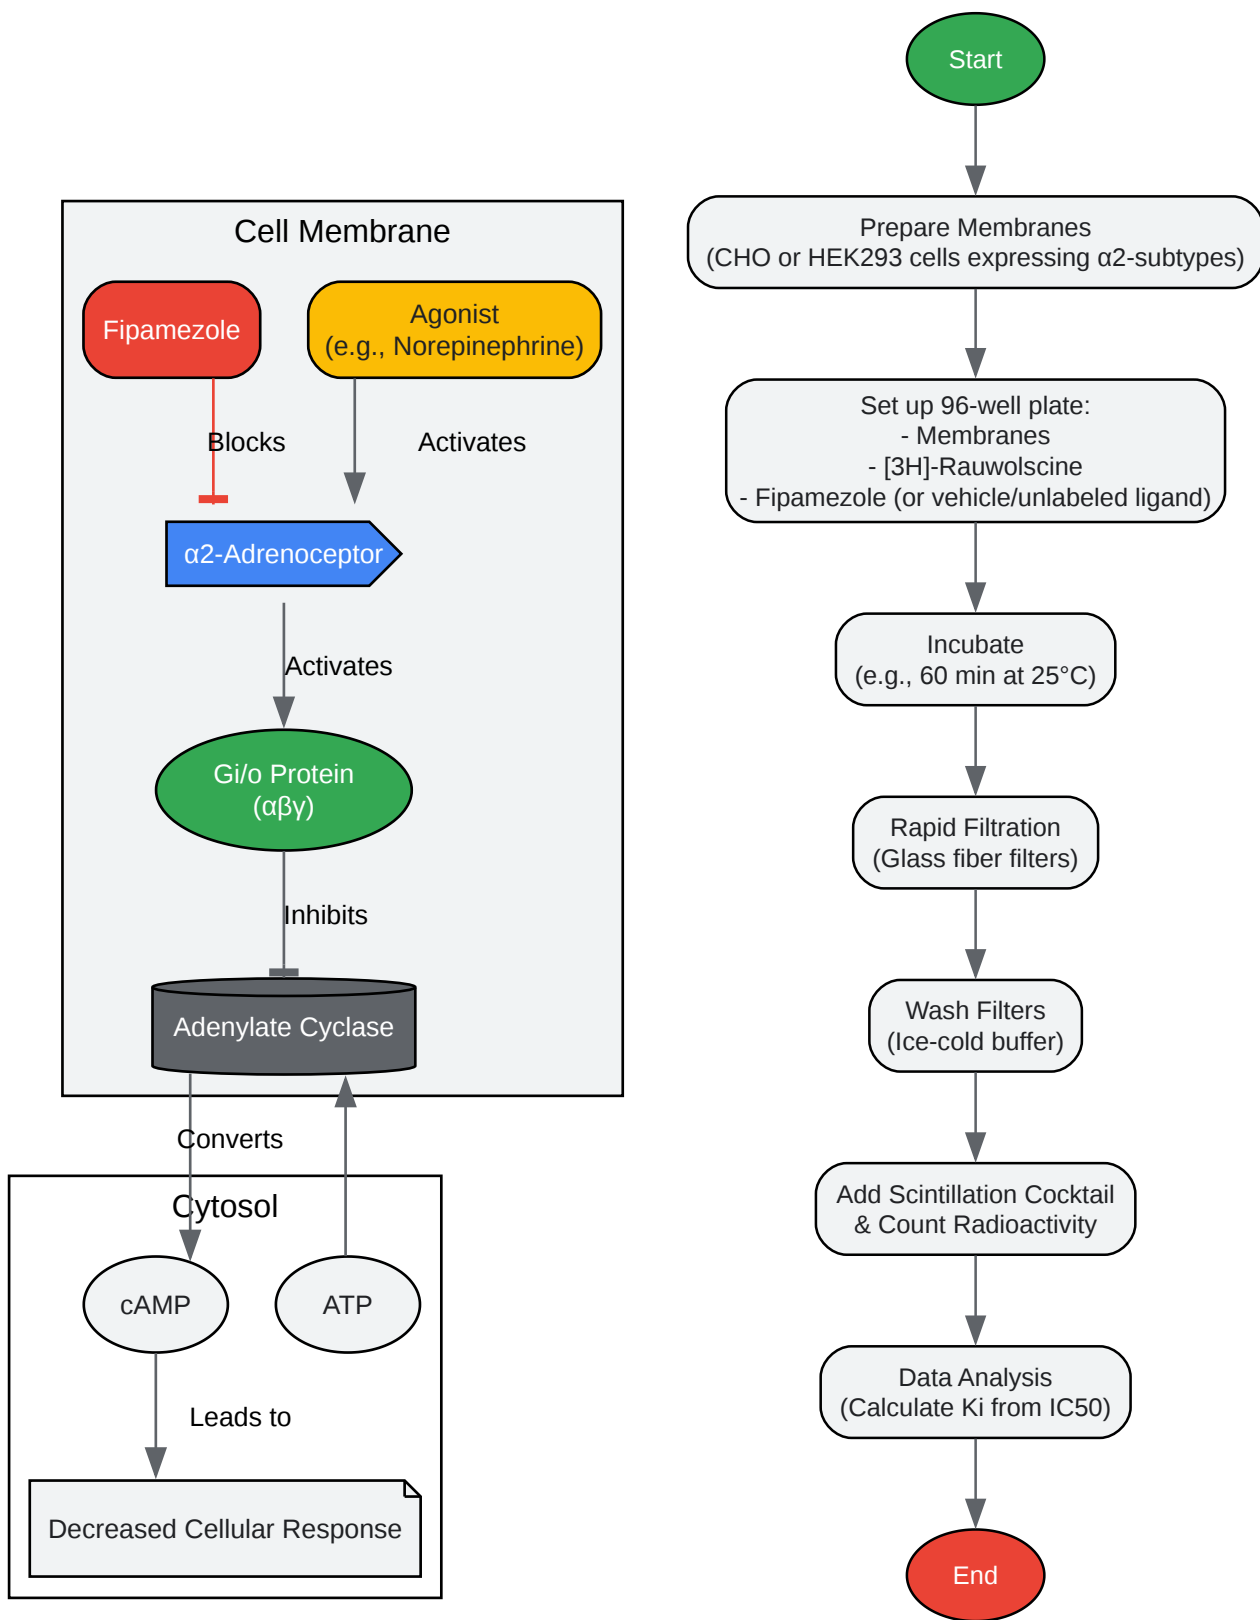 Cell Membrane
Fipamezole
Agonist
(e.g., Norepinephrine)
Blocks
Activates
α2-Adrenoceptor
Activates
Gi/o Protein
(αβγ)
Inhibits
Adenylate Cyclase
Converts
Cytosol
cAMP
ATP
Leads to
Decreased Cellular Response
Start
Prepare Membranes
(CHO or HEK293 cells expressing α2-subtypes)
Set up 96-well plate:
- Membranes
- [3H]-Rauwolscine
- Fipamezole (or vehicle/unlabeled ligand)
Incubate
(e.g., 60 min at 25°C)
Rapid Filtration
(Glass fiber filters)
Wash Filters
(Ice-cold buffer)
Add Scintillation Cocktail
& Count Radioactivity
Data Analysis
(Calculate Ki from IC50)
End